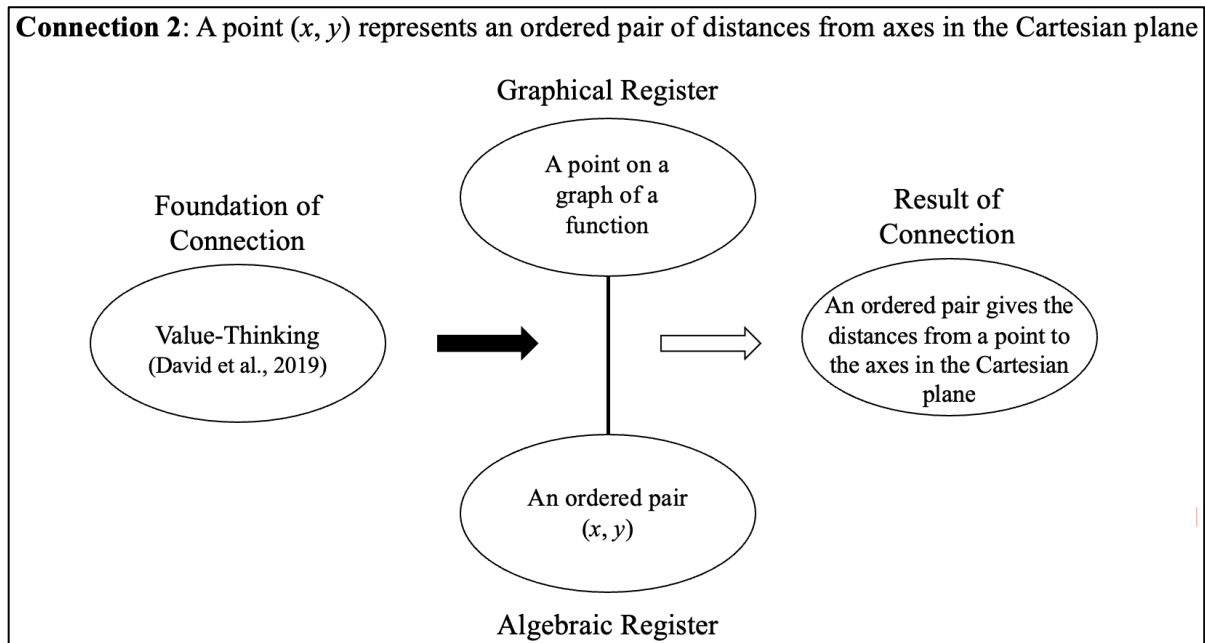 Connection 2: A point (x, y) represents an ordered pair of distances from axes in the Cartesian plane
Graphical Register
A point on a
graph of a
function
Foundation of
Connection
Value-Thinking
(David et al., 2019)
Result of
Connection
An ordered pair gives the
distances from a point to
the axes in the Cartesian
plane
An ordered pair
(x, y)
Algebraic Register